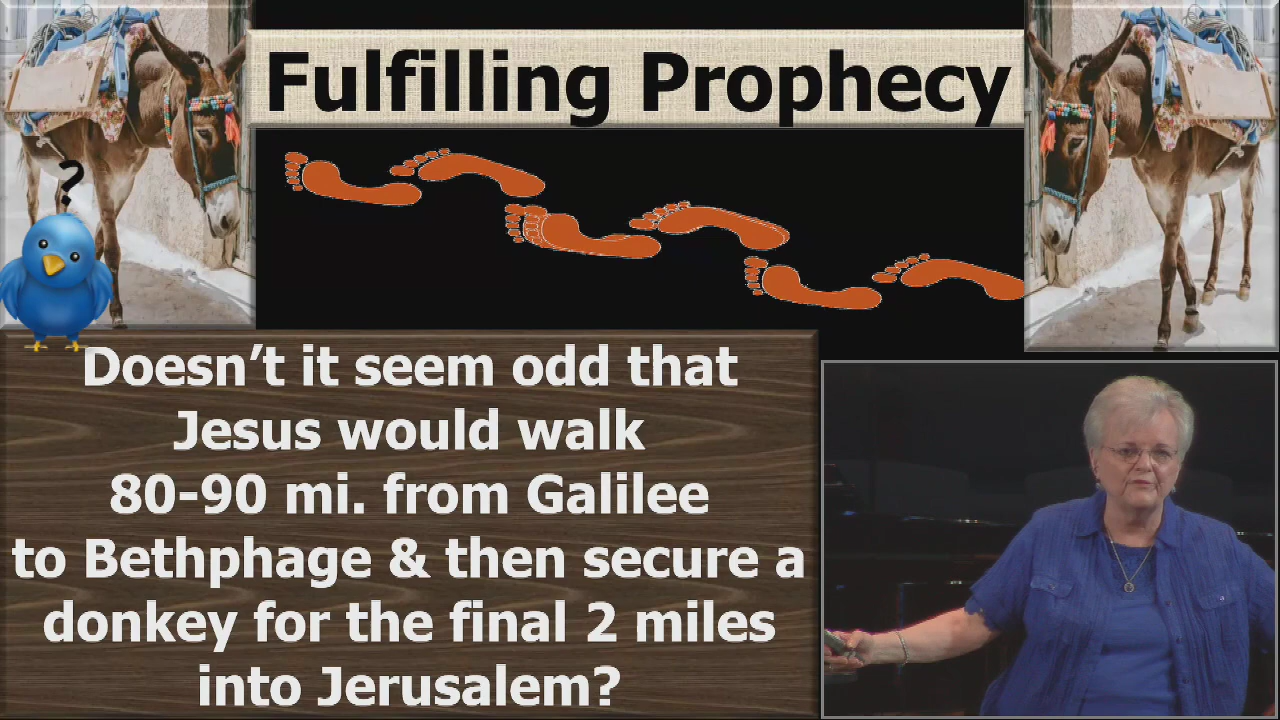 Fulfilling Prophecy
?
Doesn’t it seem odd that
Jesus would walk
80-90 mi. from Galilee
to Bethphage & then secure a
donkey for the final 2 miles
into Jerusalem?